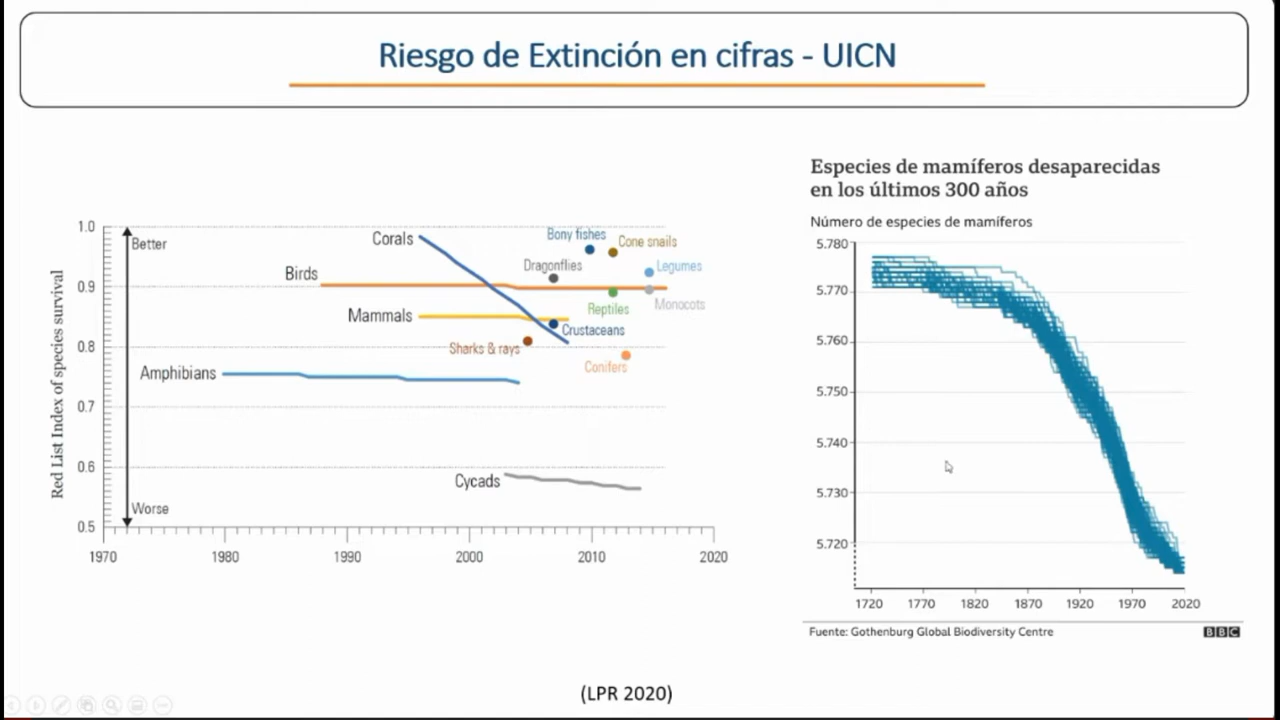 Riesgo de Extinción en cifras - UICN
Red List Index of species survival
1.0
0.9
0.8
0.7
0.6
0.5
Better
Worse
Corals
Birds
Mammals
Amphibians
Cycads
Bony fishes
Cone snails
Dragonflies
Legumes
Reptiles
Monocots
Crustaceans
Sharks & rays
Conifers
1970 1980 1990 2000 2010 2020
Especies de mamíferos desaparecidas
en los últimos 300 años
Número de especies de mamíferos
5.780
5.770
5.760
5.750
5.740
5.730
5.720
1720 1770 1820 1870 1920 1970 2020
Fuente: Gothenburg Global Biodiversity Centre
BBC
(LPR 2020)